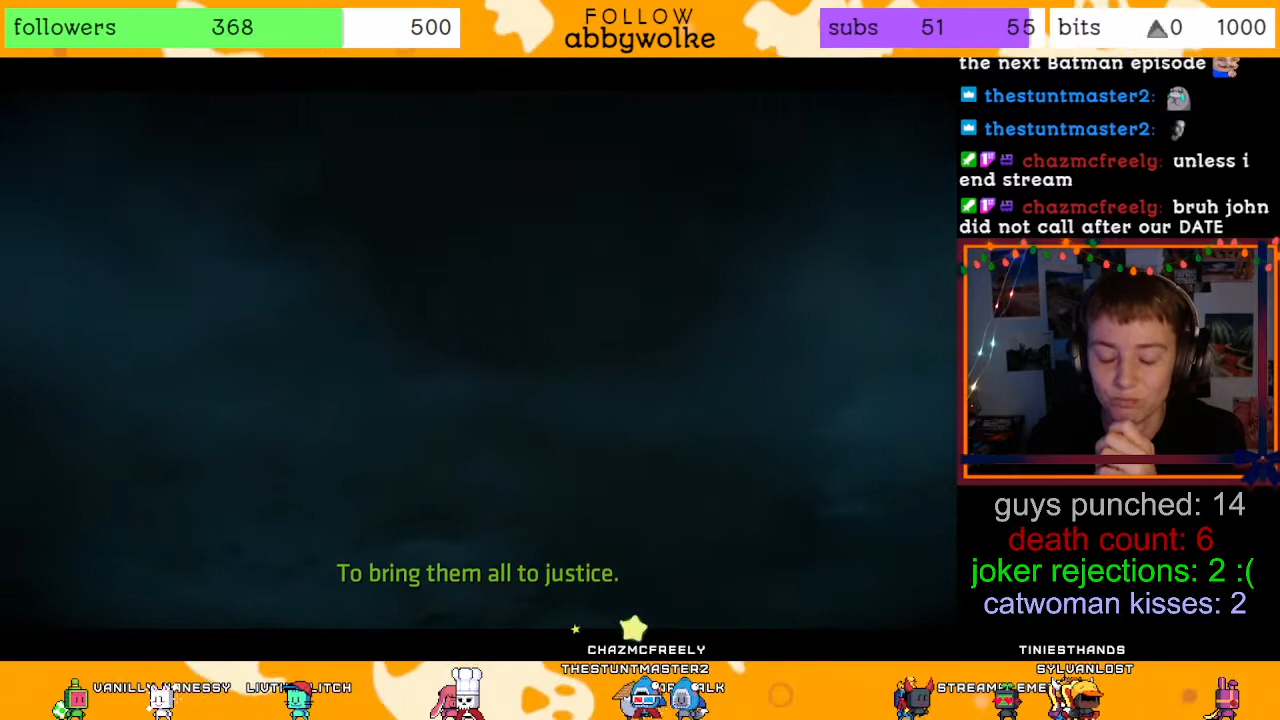 followers 368 500
FOLLOW
abbywolke
subs 51 55
bits 0 1000
the next Batman episode
thestuntmaster2:
thestuntmaster2:
chazmcfreely: unless i
end stream
chazmcfreely: bruh john
did not call after our DATE
guys punched: 14
death count: 6
joker rejections: 2 :(
catwoman kisses: 2
To bring them all to justice.
CHAZMCFREELY
TINIESTHANDS
THESTUNTMASTER2
SYLVANLOST